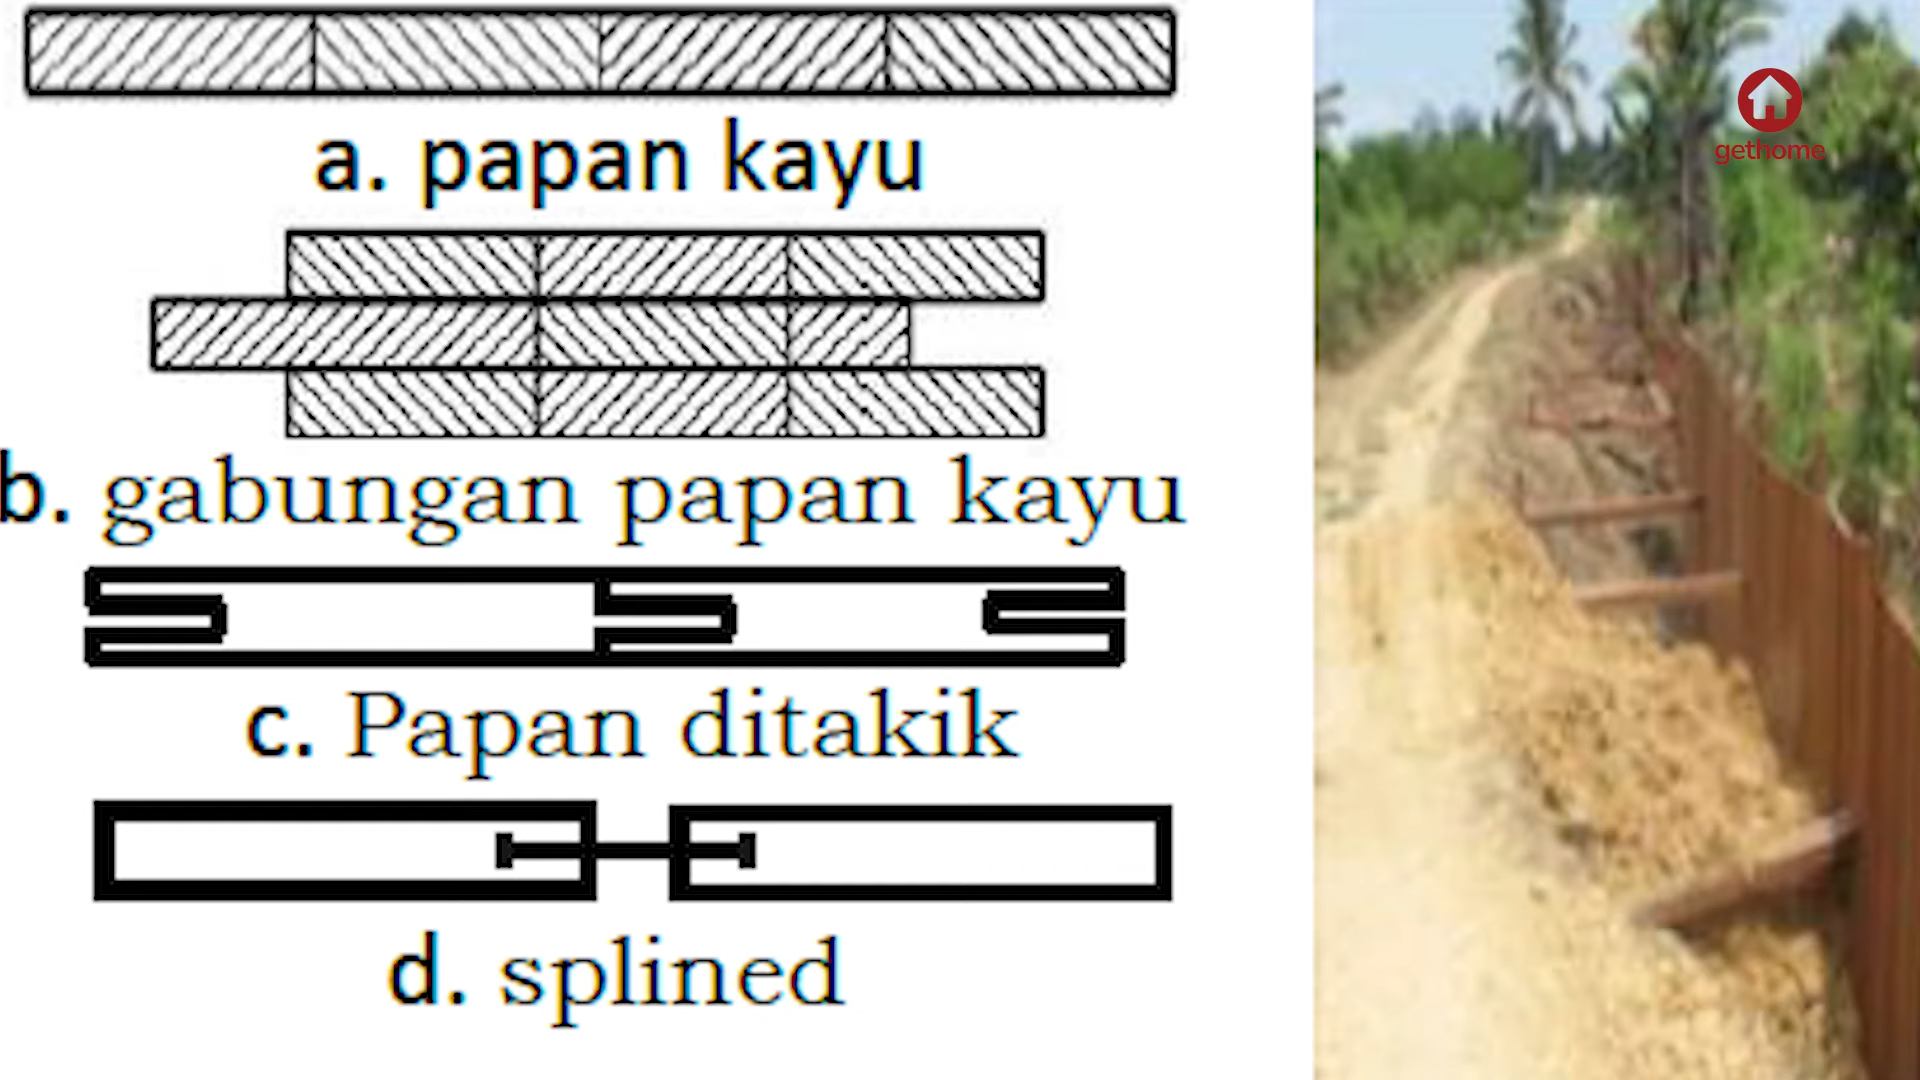 a. papan kayu
b. gabungan papan kayu
c. Papan ditakik
d. splined
gethome